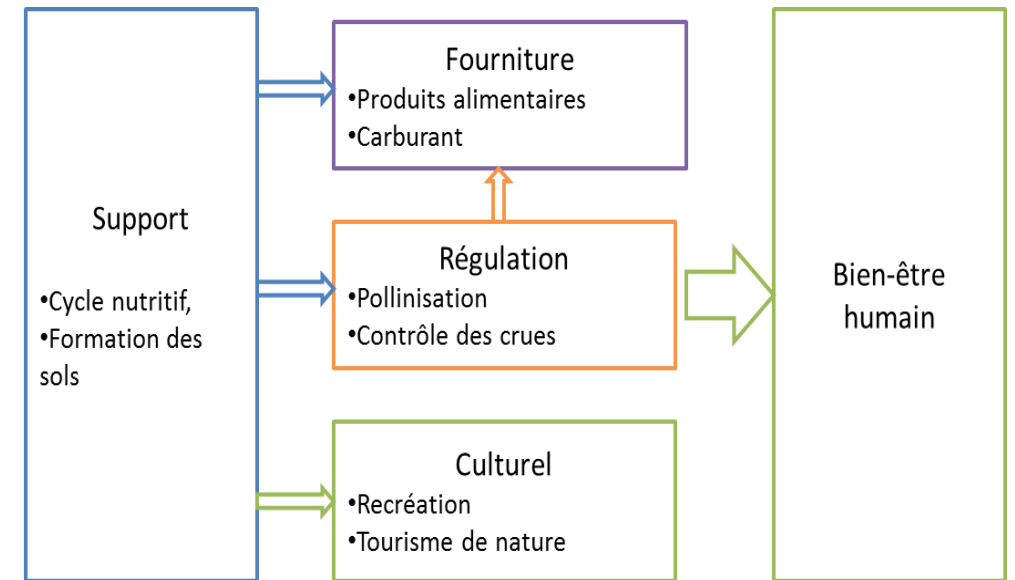 Support
•Cycle nutritif,
•Formation des
sols
Fourniture
•Produits alimentaires
•Carburant
Régulation
•Pollinisation
•Contrôle des crues
Culturel
•Recréation
•Tourisme de nature
Bien-être
humain